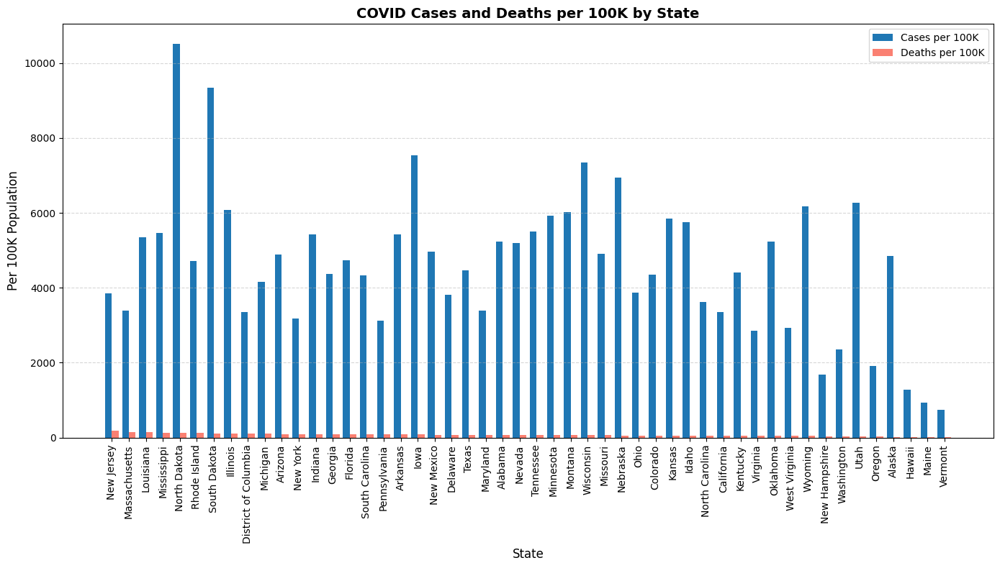 COVID Cases and Deaths per 100K by State
Cases per 100K
Deaths per 100K
Per 100K Population
10000
8000
6000
4000
2000
0
New Jersey
Massachusetts
Louisiana
Mississippi
North Dakota
Rhode Island
South Dakota
Illinois
District of Columbia
Michigan
Arizona
New York
Indiana
Georgia
Florida
South Carolina
Pennsylvania
Arkansas
Iowa
New Mexico
Delaware
Texas
Maryland
Alabama
Nevada
Tennessee
Minnesota
Montana
Wisconsin
Missouri
Nebraska
Ohio
Colorado
Kansas
Idaho
North Carolina
California
Kentucky
Virginia
Oklahoma
West Virginia
Wyoming
New Hampshire
Washington
Utah
Oregon
Alaska
Hawaii
Maine
Vermont
State